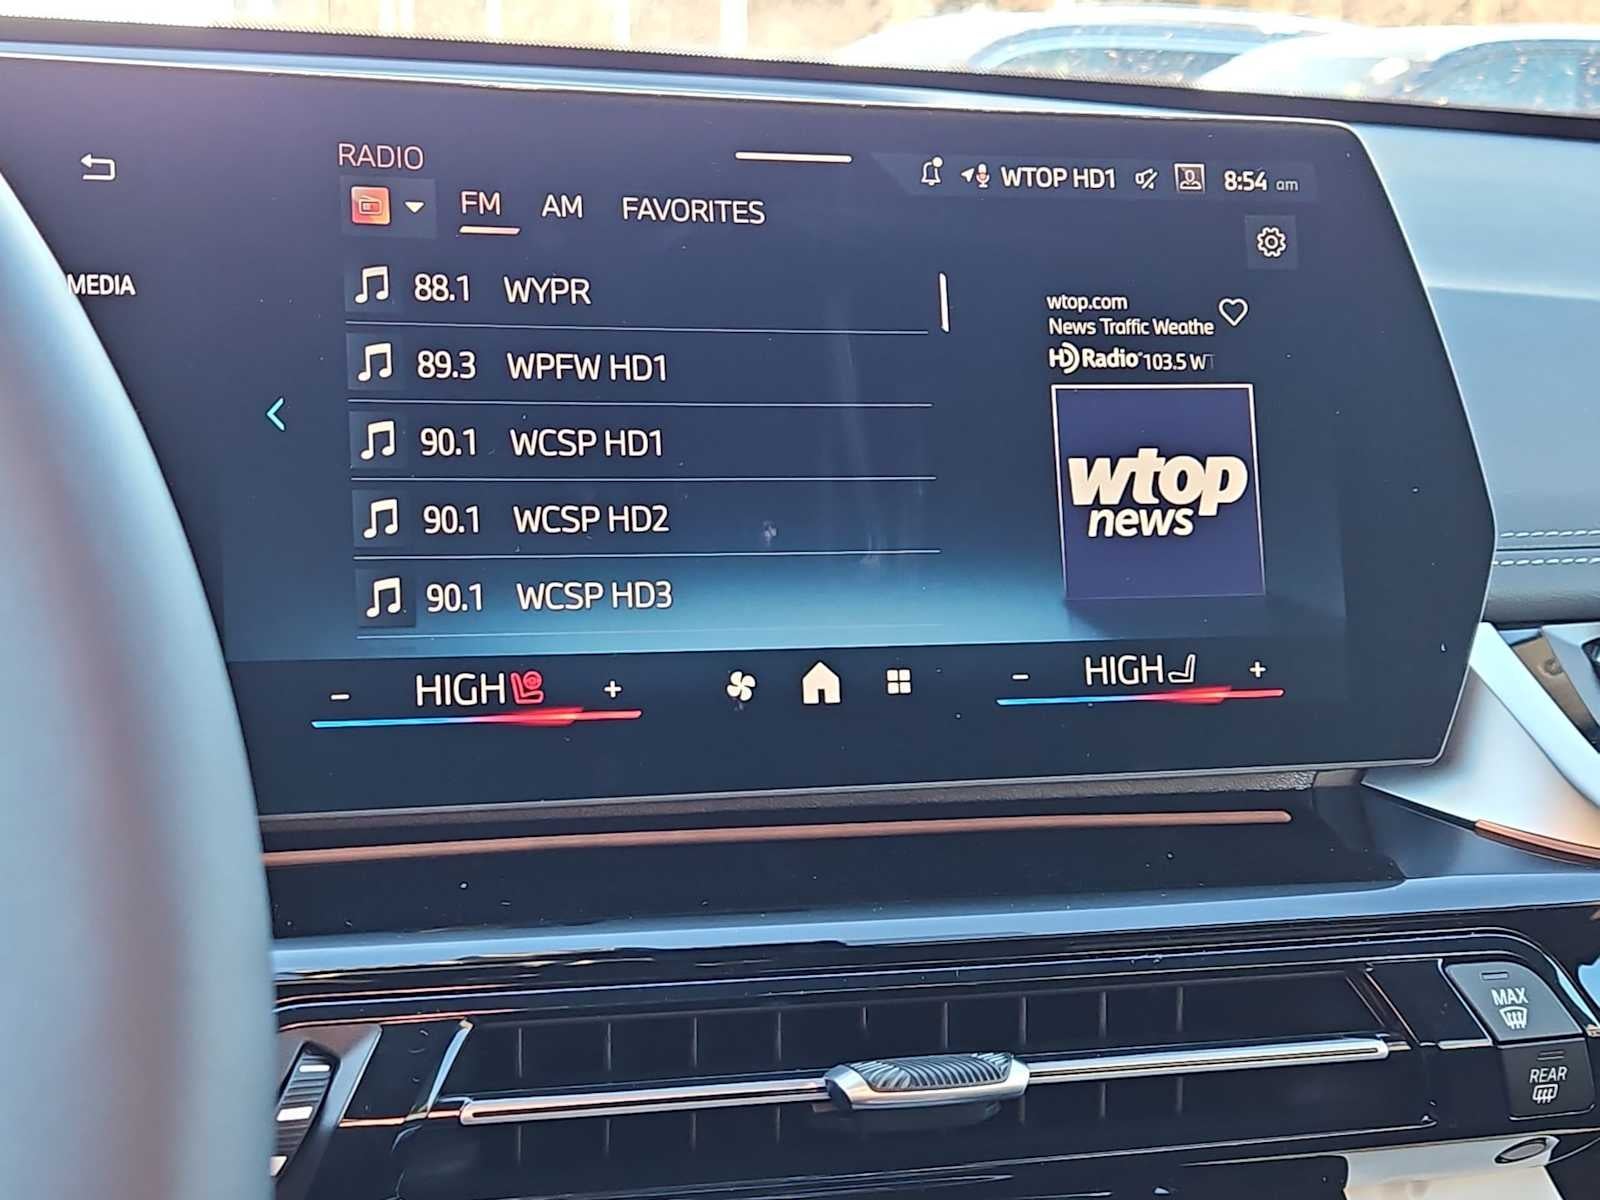 RADIO
WTOP HD1 8:54 am
FM AM FAVORITES
MEDIA
88.1 WYPR
89.3 WPFW HD1
90.1 WCSP HD1
90.1 WCSP HD2
90.1 WCSP HD3
wtop.com
News Traffic Weathe
HD Radio 103.5 WT
wtop
news
- HIGH +
- HIGH +
MAX
REAR